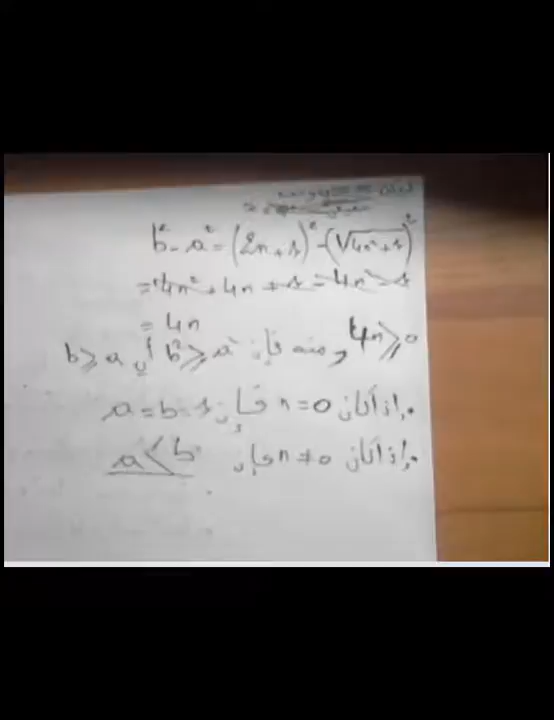 b² - a² = (2n+1)² - (√4n²+1)²
= 4n² + 4n + 1 - 4n² - 1
= 4n
4n ⩾ 0 ومنه فإن b² ⩾ a² أي b ⩾ a
• إذا كان n = 0 فإن a = b = 1
• إذا كان n ≠ 0 فإن a < b